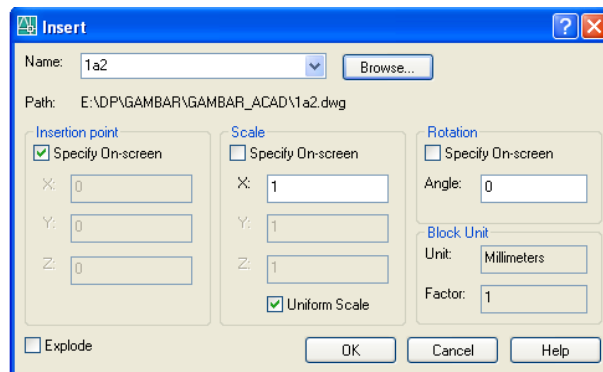 Insert
Name: 1a2 Browse...
Path: E:\DP\GAMBAR\GAMBAR_ACAD\1a2.dwg
Insertion point
Specify On-screen
X: 0
Y: 0
Z: 0
Scale
Specify On-screen
X: 1
Y: 1
Z: 1
Uniform Scale
Rotation
Specify On-screen
Angle: 0
Block Unit
Unit: Millimeters
Factor: 1
Explode
OK Cancel Help